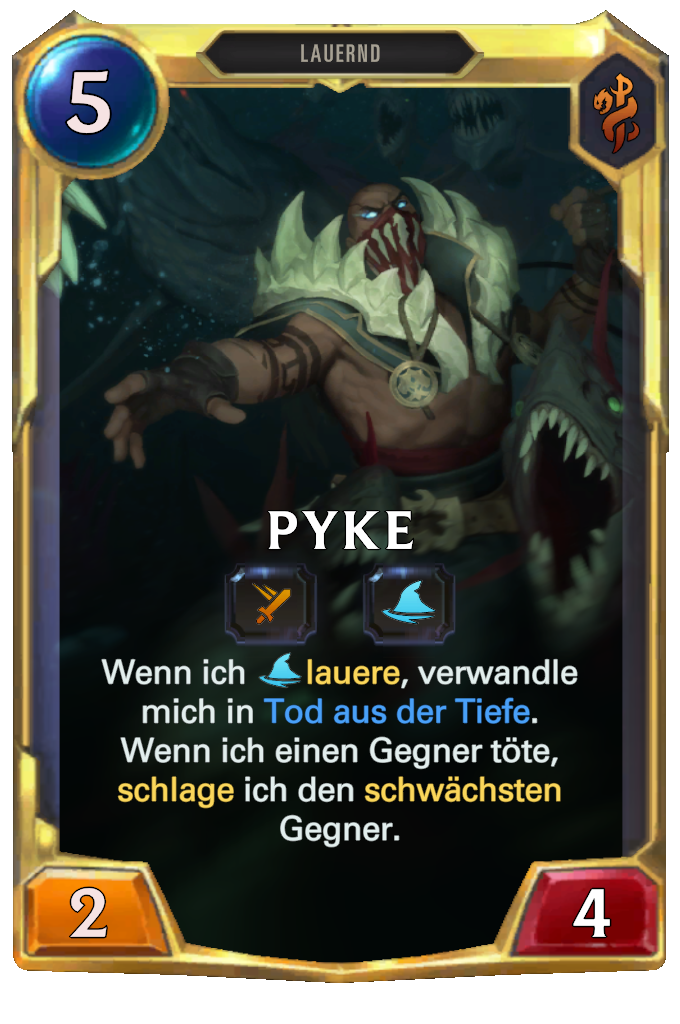 LAUERND
5
PYKE
Wenn ich lauere, verwandle
mich in Tod aus der Tiefe.
Wenn ich einen Gegner töte,
schlage ich den schwächsten
Gegner.
2
4